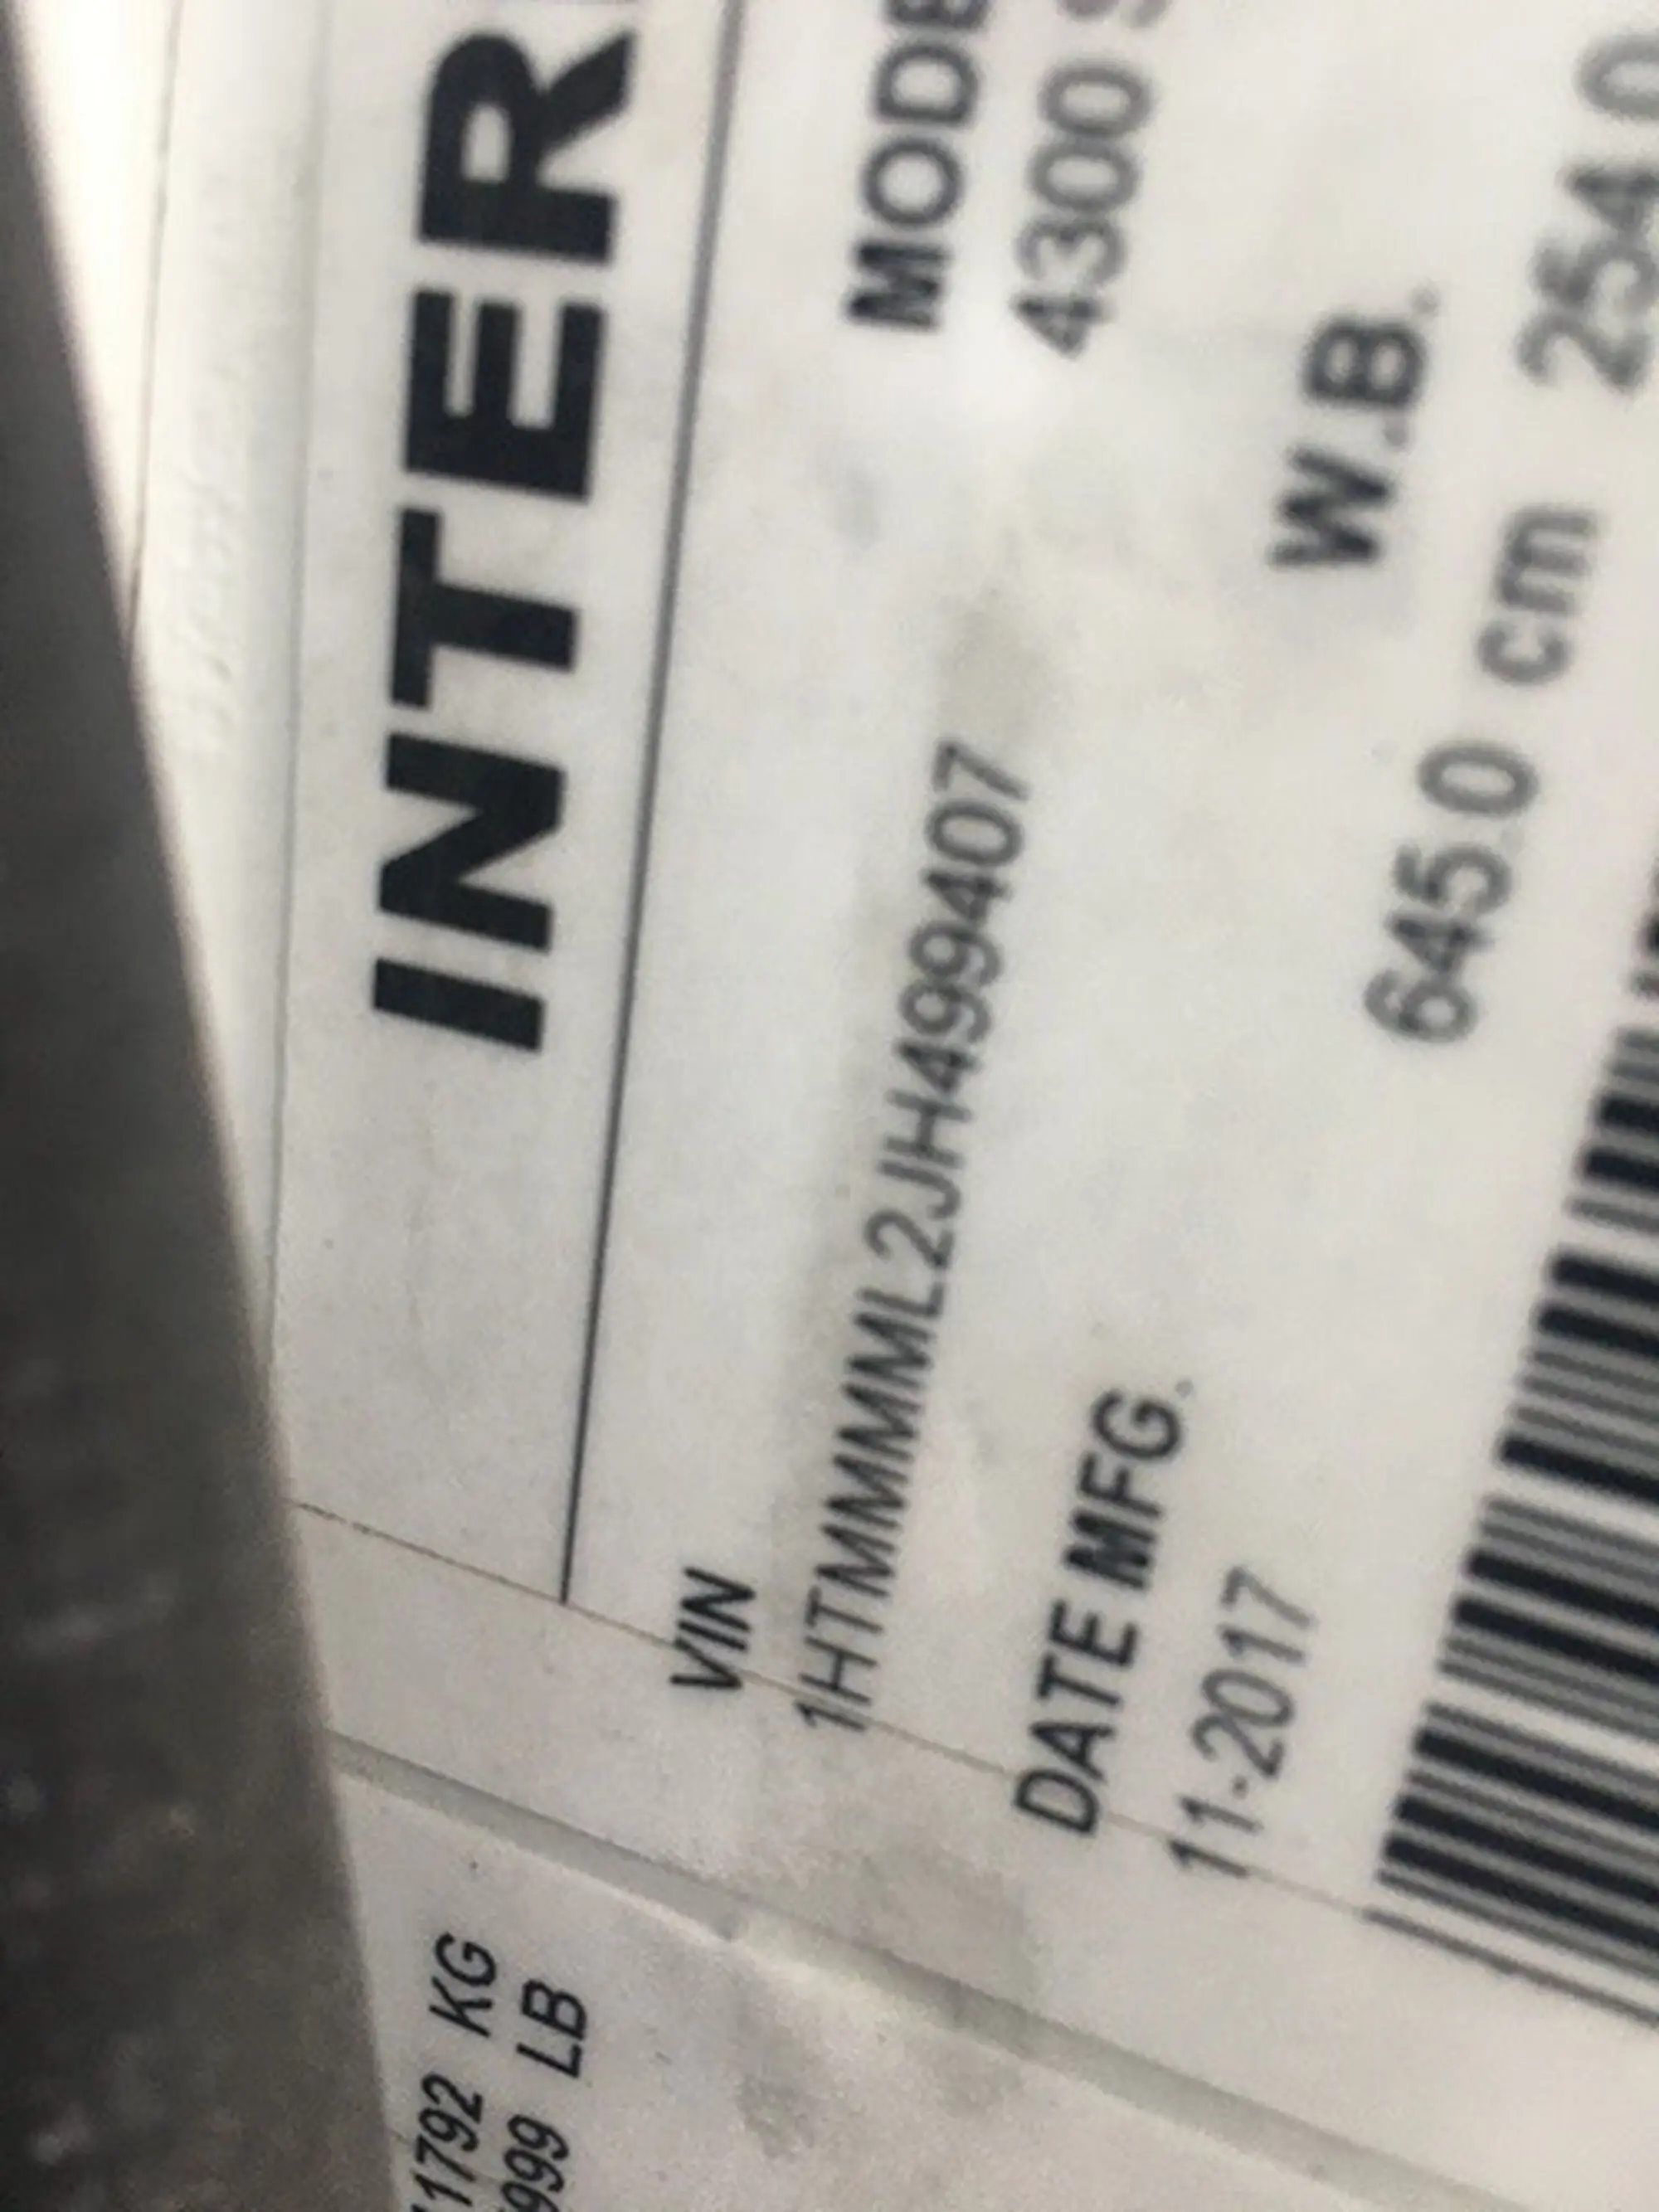 INTER
VIN
MODE
1HTMMMML2JH499407
4300 S
DATE MFG.
W.B.
11-2017
645.0 cm 254.0
1792 KG
999 LB